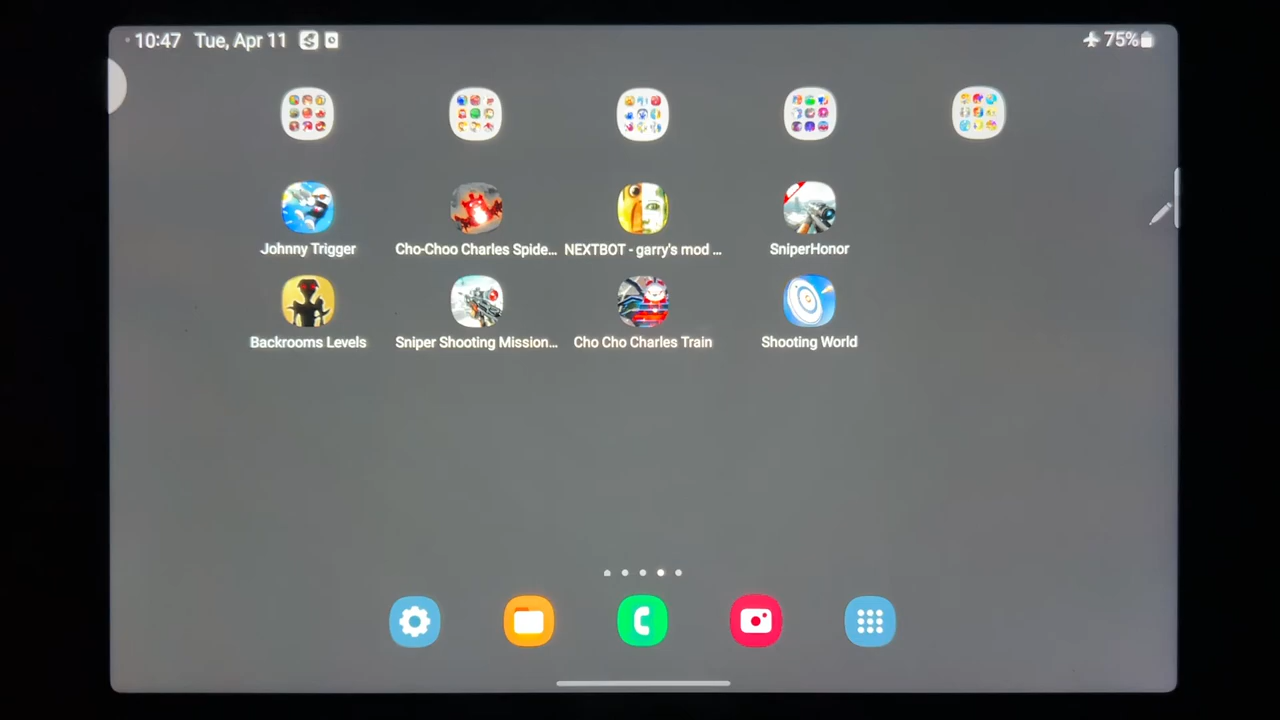 10:47 Tue, Apr 11
75%
Johnny Trigger
Cho-Choo Charles Spide...
NEXTBOT - garry's mod ...
SniperHonor
Backrooms Levels
Sniper Shooting Mission...
Cho Cho Charles Train
Shooting World